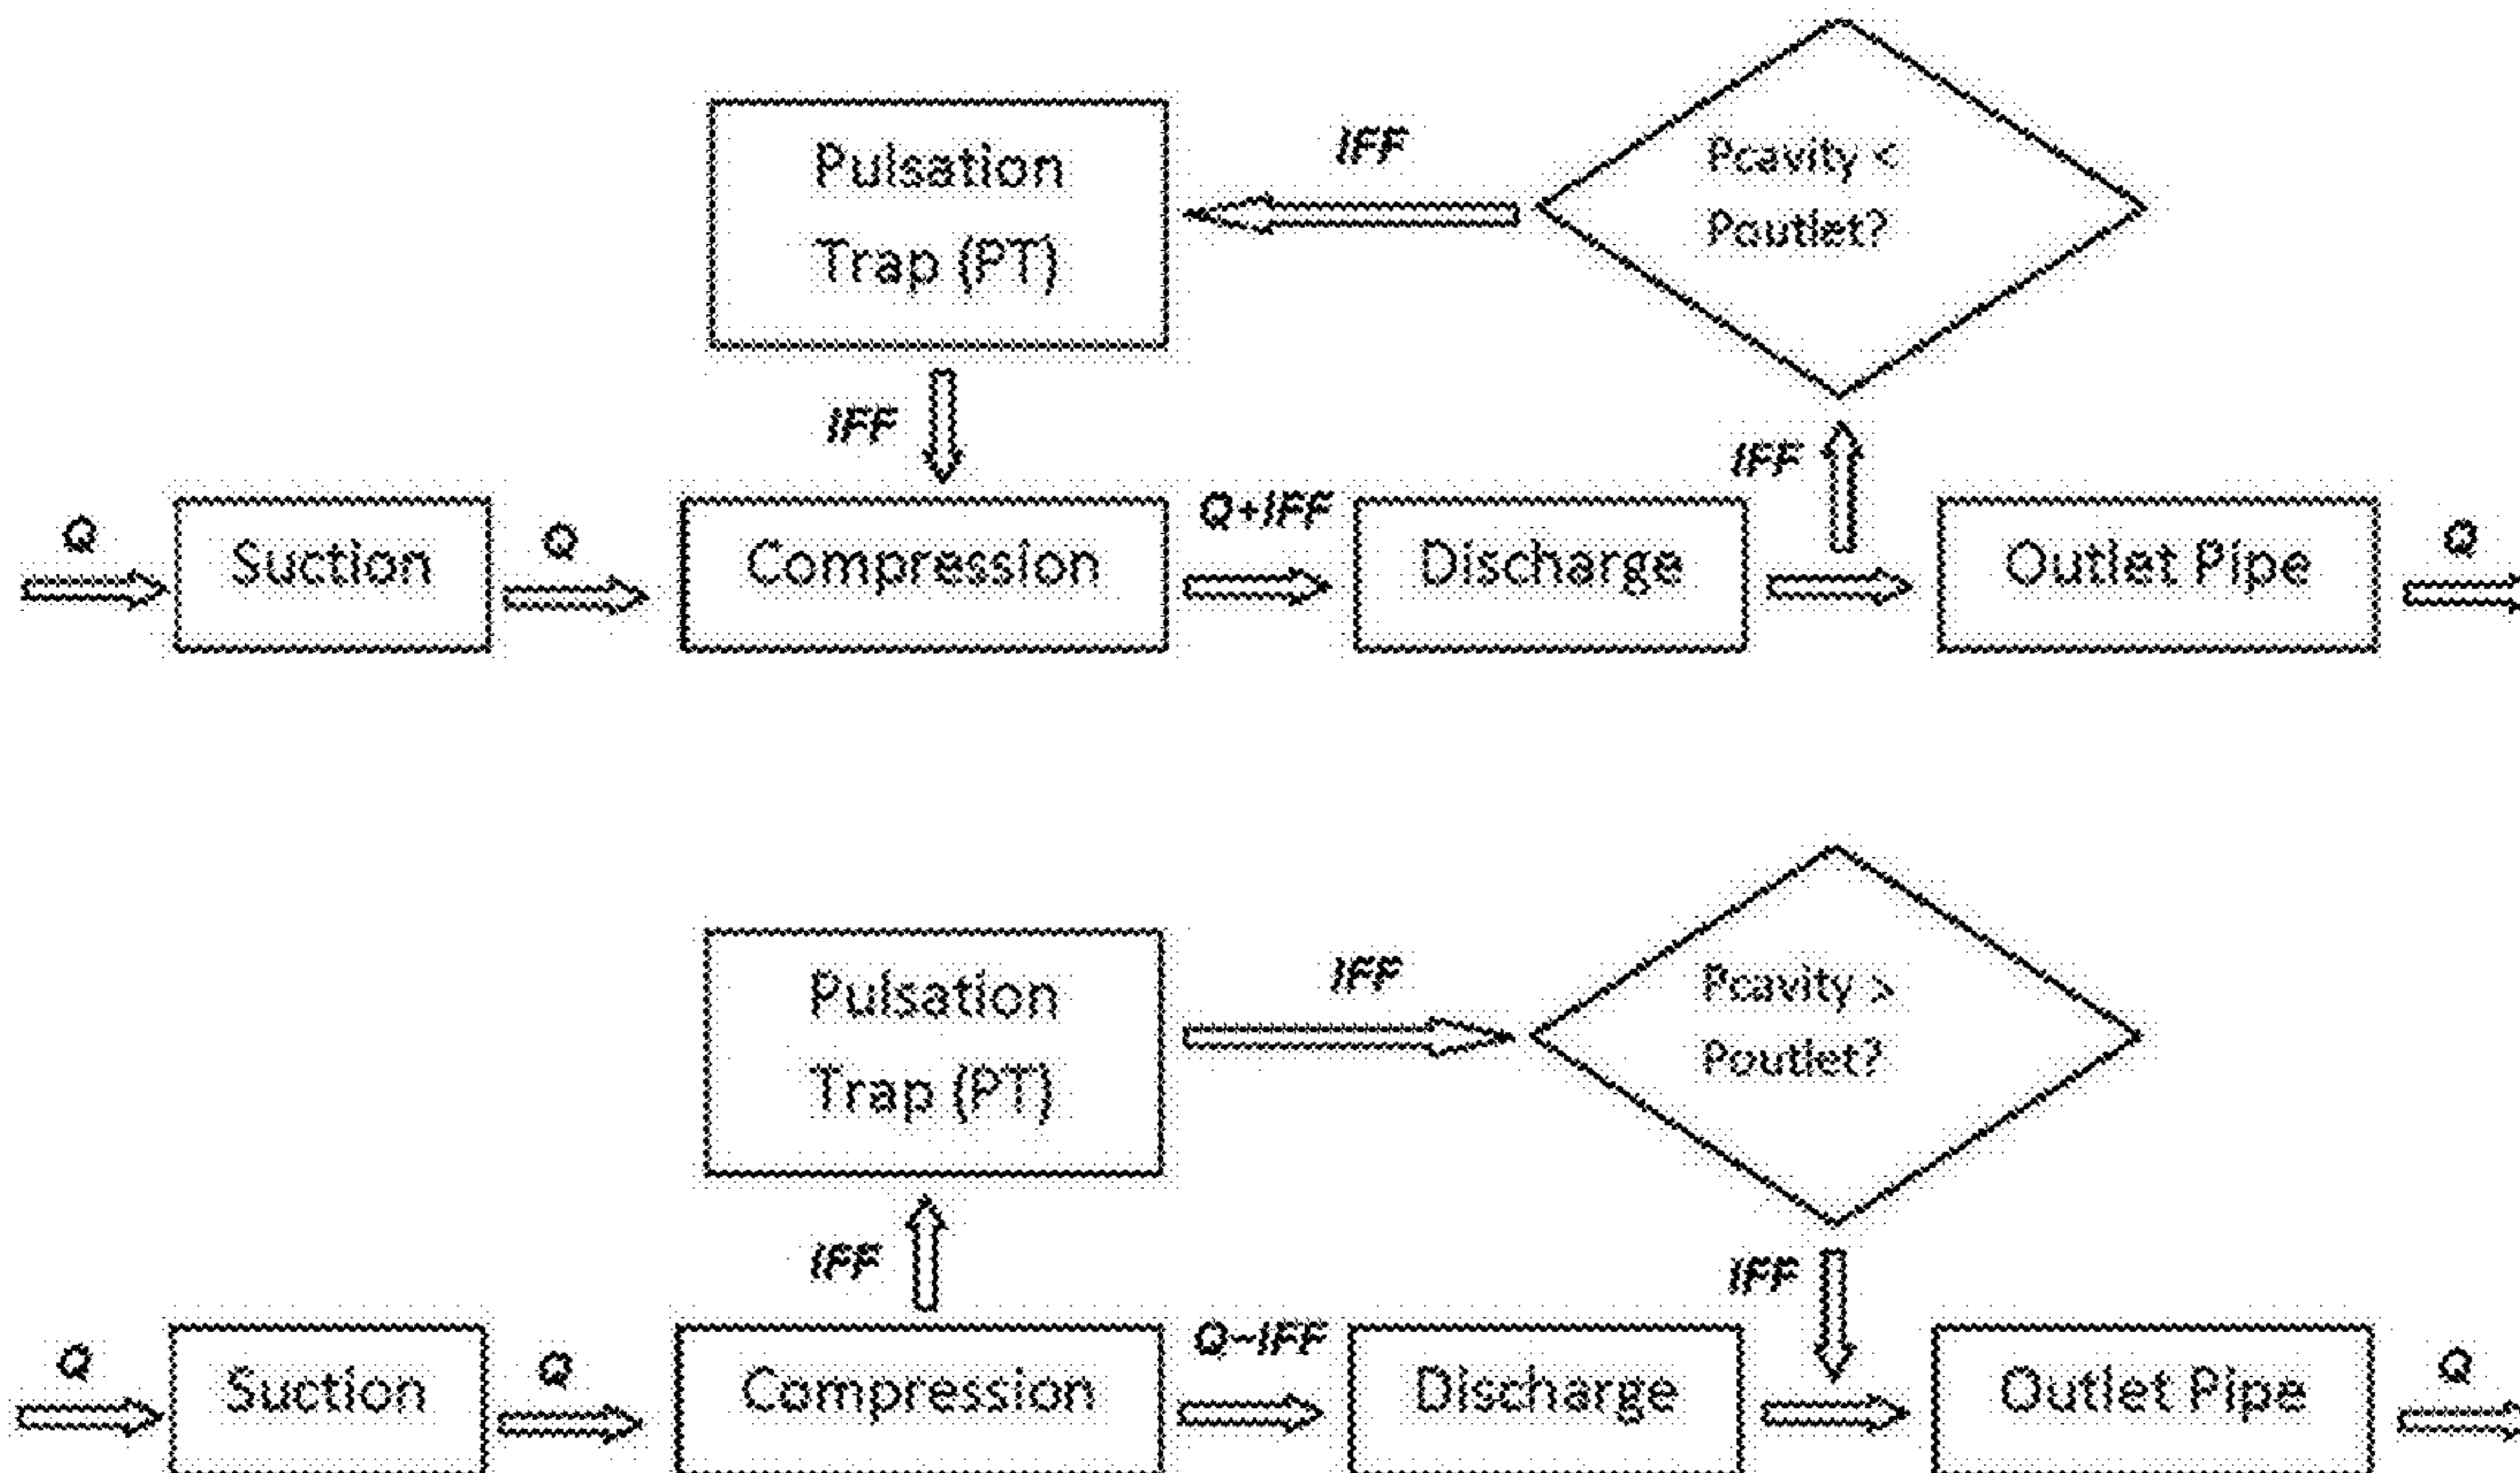 Pulsation
Trap (PT)
IFF
Pcavity <
Poutlet?
IFF
IFF
Q
Suction
Q
Compression
Q+IFF
Discharge
Outlet Pipe
Q
Pulsation
Trap (PT)
IFF
Pcavity >
Poutlet?
IFF
IFF
Q
Suction
Q
Compression
Q-IFF
Discharge
Outlet Pipe
Q